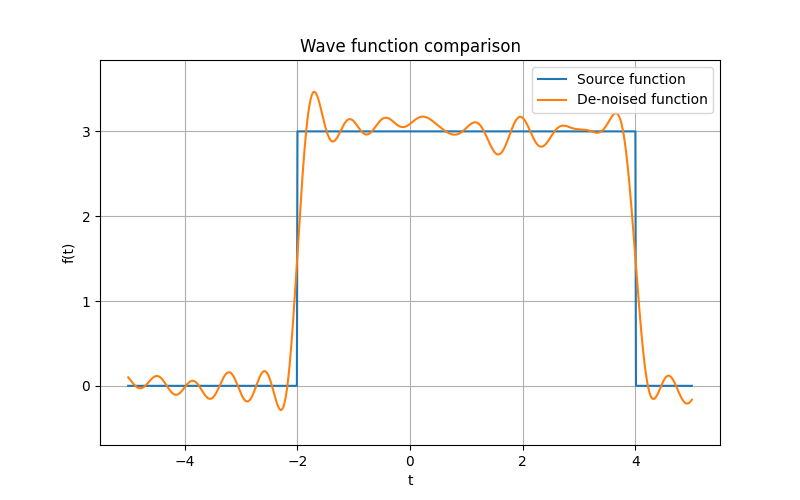 Wave function comparison
Source function
De-noised function
f(t)
3
2
1
0
−4
−2
0
2
4
t